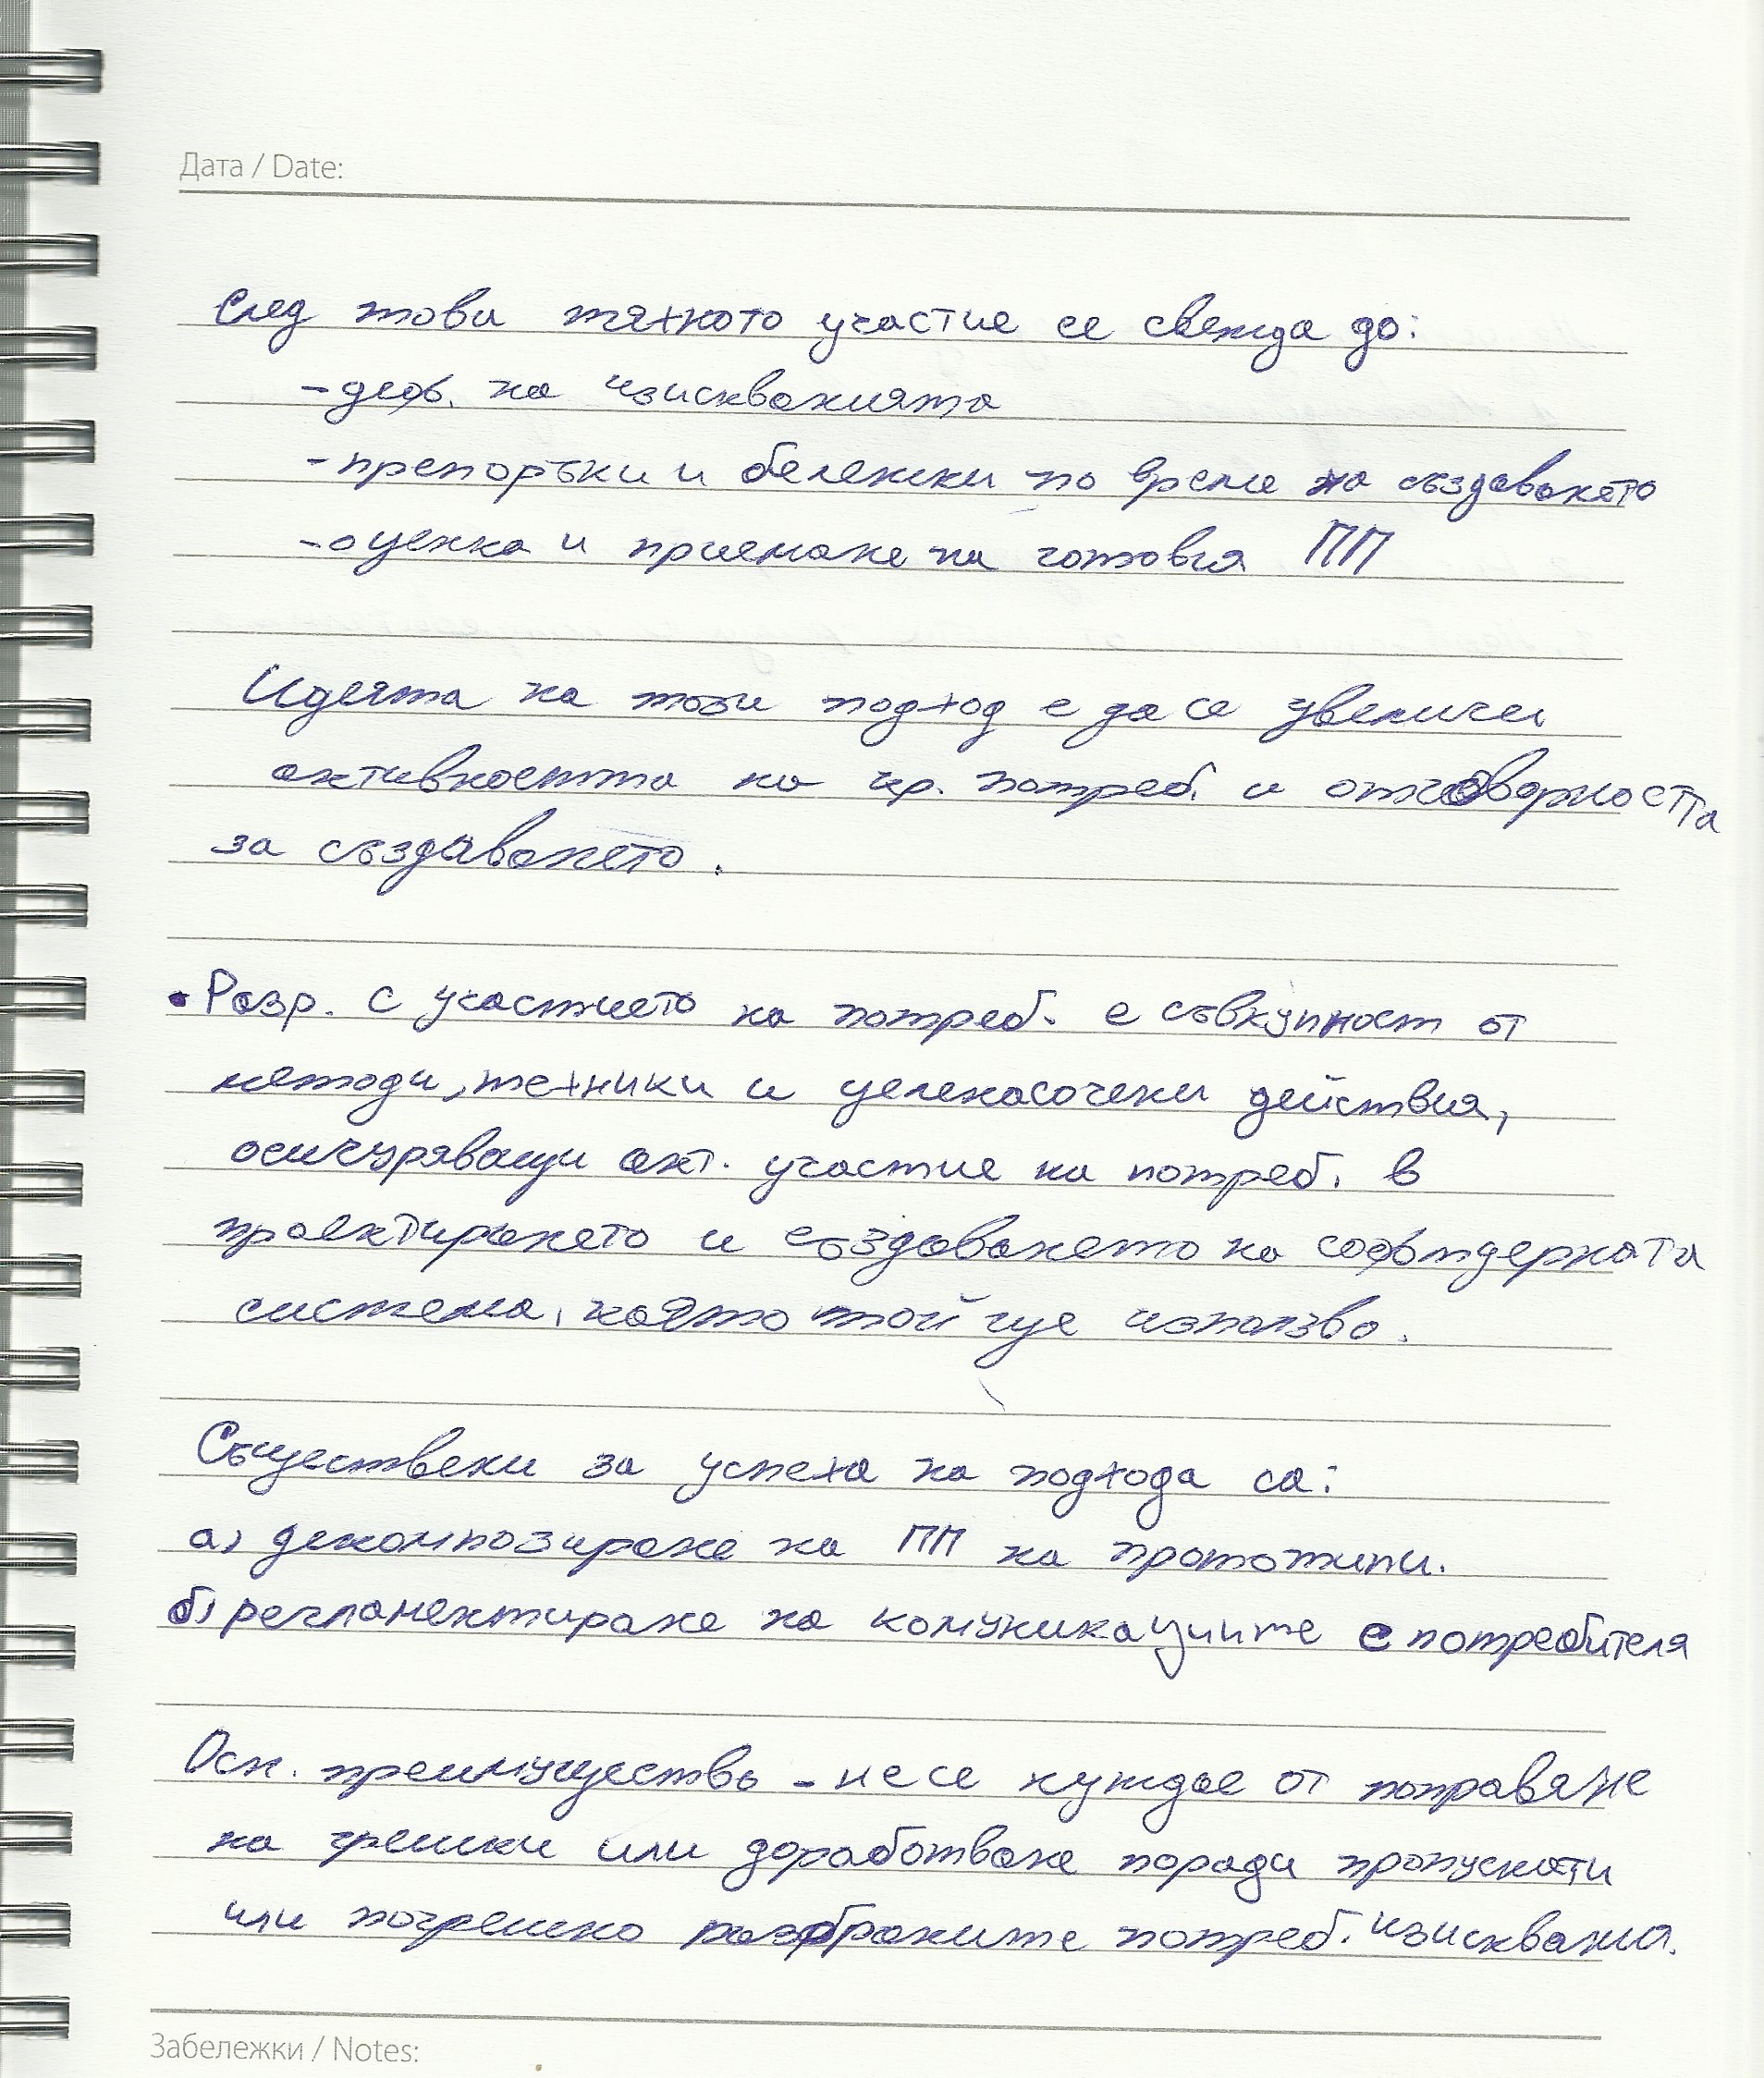 Дата / Date:
След това тяхното участие се свежда до:
- деф. на изискванията
- препоръки и бележки по време на създаването
- оценка и приемане на готовия ПП
Идеята на този подход е да се увеличи
активността на кр. потреб. и отговорността
за създаването.
• Разр. с участието на потреб. е съвкупност от
методи, техники и целенасочени действия,
осигуряващи акт. участие на потреб. в
проектирането и създаването на софтуерната
система, която той ще използва.
Съществени за успеха на подхода са:
а) декомпозиране на ПП на прототипи.
б) регламентиране на комуникациите с потребителя
Осн. преимущество - не се нуждае от поправяне
на грешки или доработване поради пропуснати
или погрешно разбраните потреб. изисквания.
Забележки / Notes: